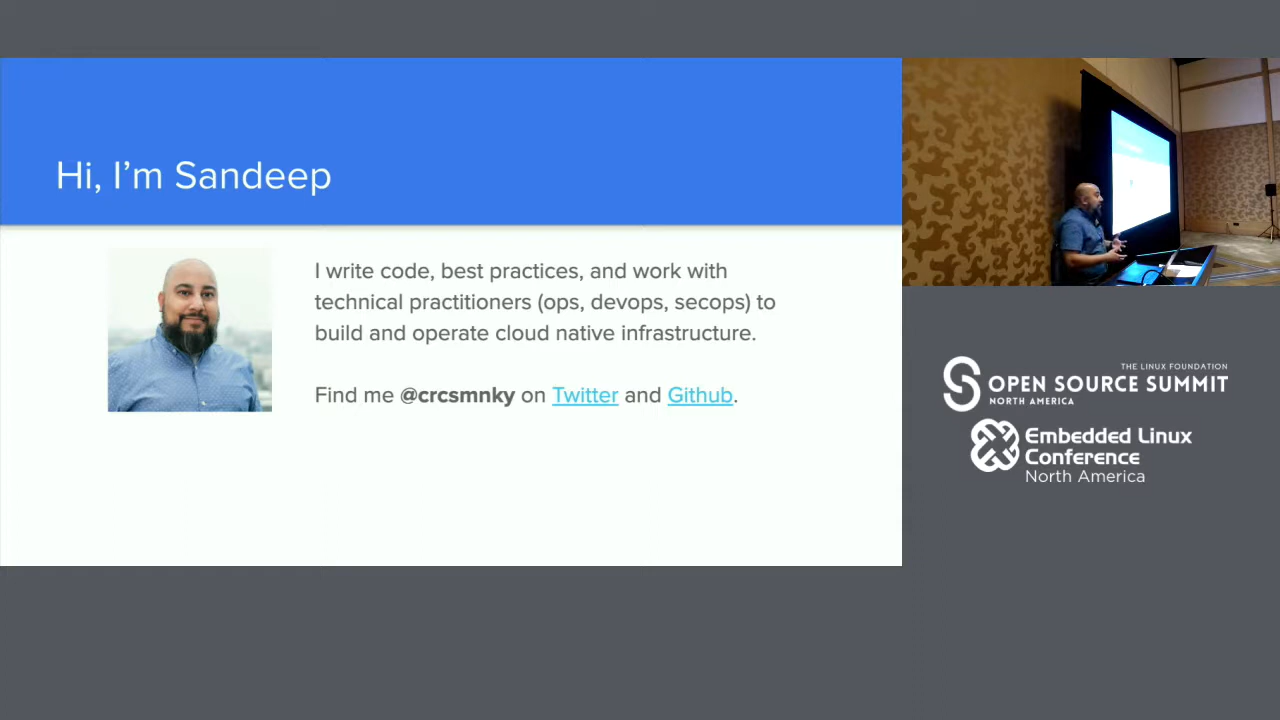 Hi, I'm Sandeep
I write code, best practices, and work with
technical practitioners (ops, devops, secops) to
build and operate cloud native infrastructure.
Find me @crcsmnky on Twitter and Github.
THE LINUX FOUNDATION
OPEN SOURCE SUMMIT
NORTH AMERICA
Embedded Linux
Conference
North America